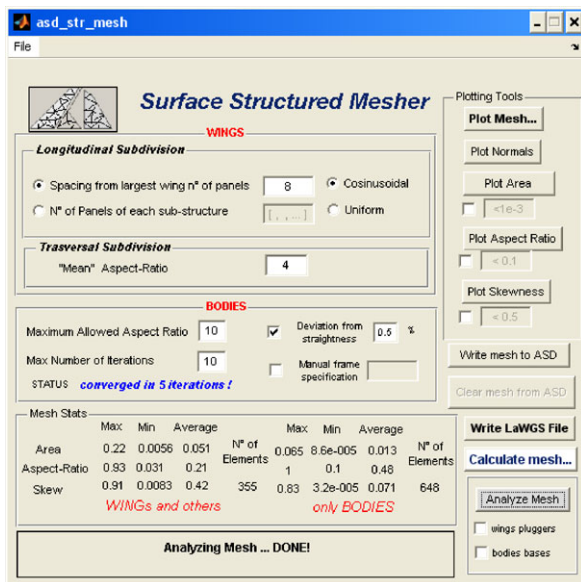 asd_str_mesh
File
Surface Structured Mesher
WINGS
Longitudinal Subdivision
Spacing from largest wing n° of panels 8 Cosinusoidal
N° of Panels of each sub-structure [ , , ...] Uniform
Trasversal Subdivision
"Mean" Aspect-Ratio 4
BODIES
Maximum Allowed Aspect Ratio 10
Deviation from straightness 0.5 %
Max Number of Iterations 10
Manual frame specification
STATUS converged in 5 iterations !
Mesh Stats
Max Min Average Max Min Average
Area 0.22 0.0056 0.051 N° of Elements 0.065 8.6e-005 0.013 N° of Elements
Aspect-Ratio 0.93 0.031 0.21 1 0.1 0.48
Skew 0.91 0.0083 0.42 355 0.83 3.2e-005 0.071 648
WINGs and others only BODIES
Analyzing Mesh ... DONE!
Plotting Tools
Plot Mesh...
Plot Normals
Plot Area
<1e-3
Plot Aspect Ratio
< 0.1
Plot Skewness
< 0.5
Write mesh to ASD
Clear mesh from ASD
Write LaWGS File
Calculate mesh...
Analyze Mesh
wings pluggers
bodies bases